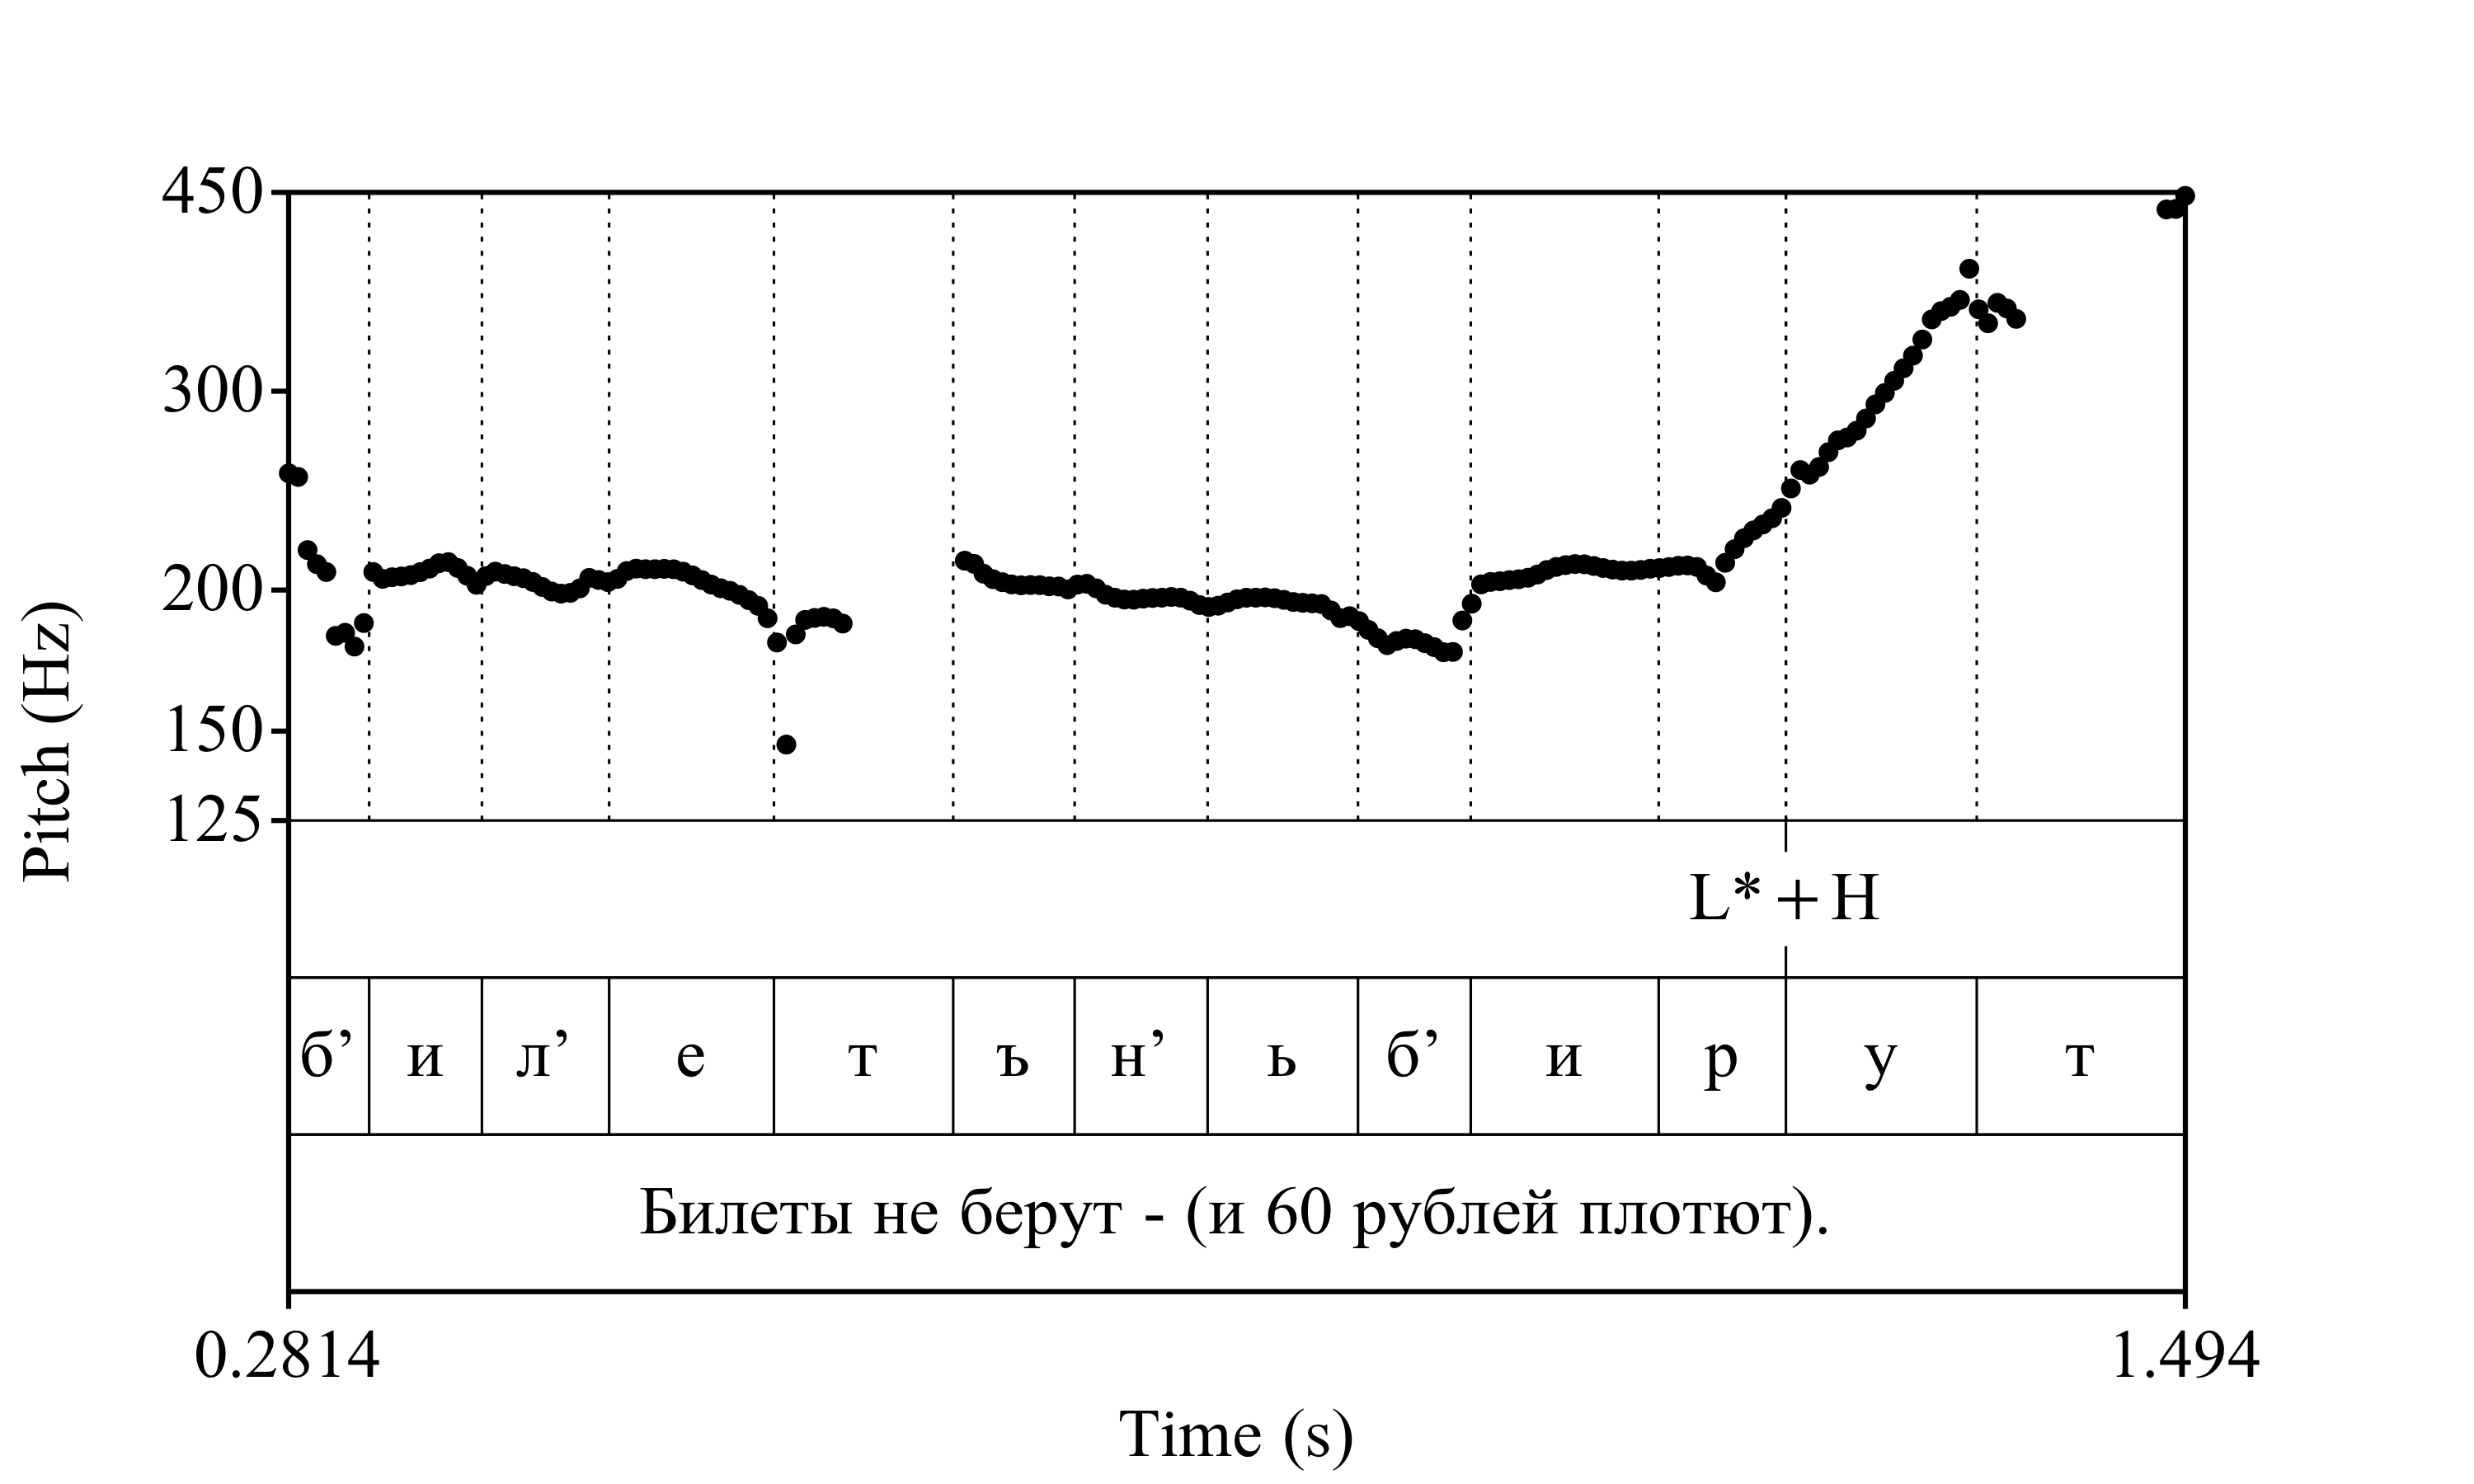 450
300
200
150
125
Pitch (Hz)
L*+H
б’ и л’ е т ъ н’ ь б’ и р у т
Билеты не берут - (и 60 рублей плотют).
0.2814 1.494
Time (s)